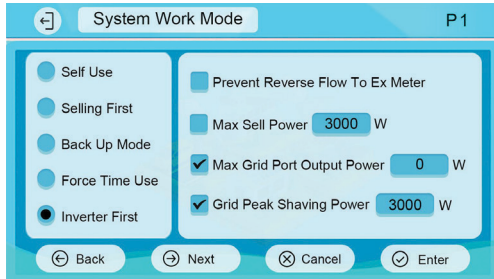 System Work Mode P1
Self Use
Selling First
Back Up Mode
Force Time Use
Inverter First
Prevent Reverse Flow To Ex Meter
Max Sell Power 3000 W
Max Grid Port Output Power 0 W
Grid Peak Shaving Power 3000 W
Back Next Cancel Enter